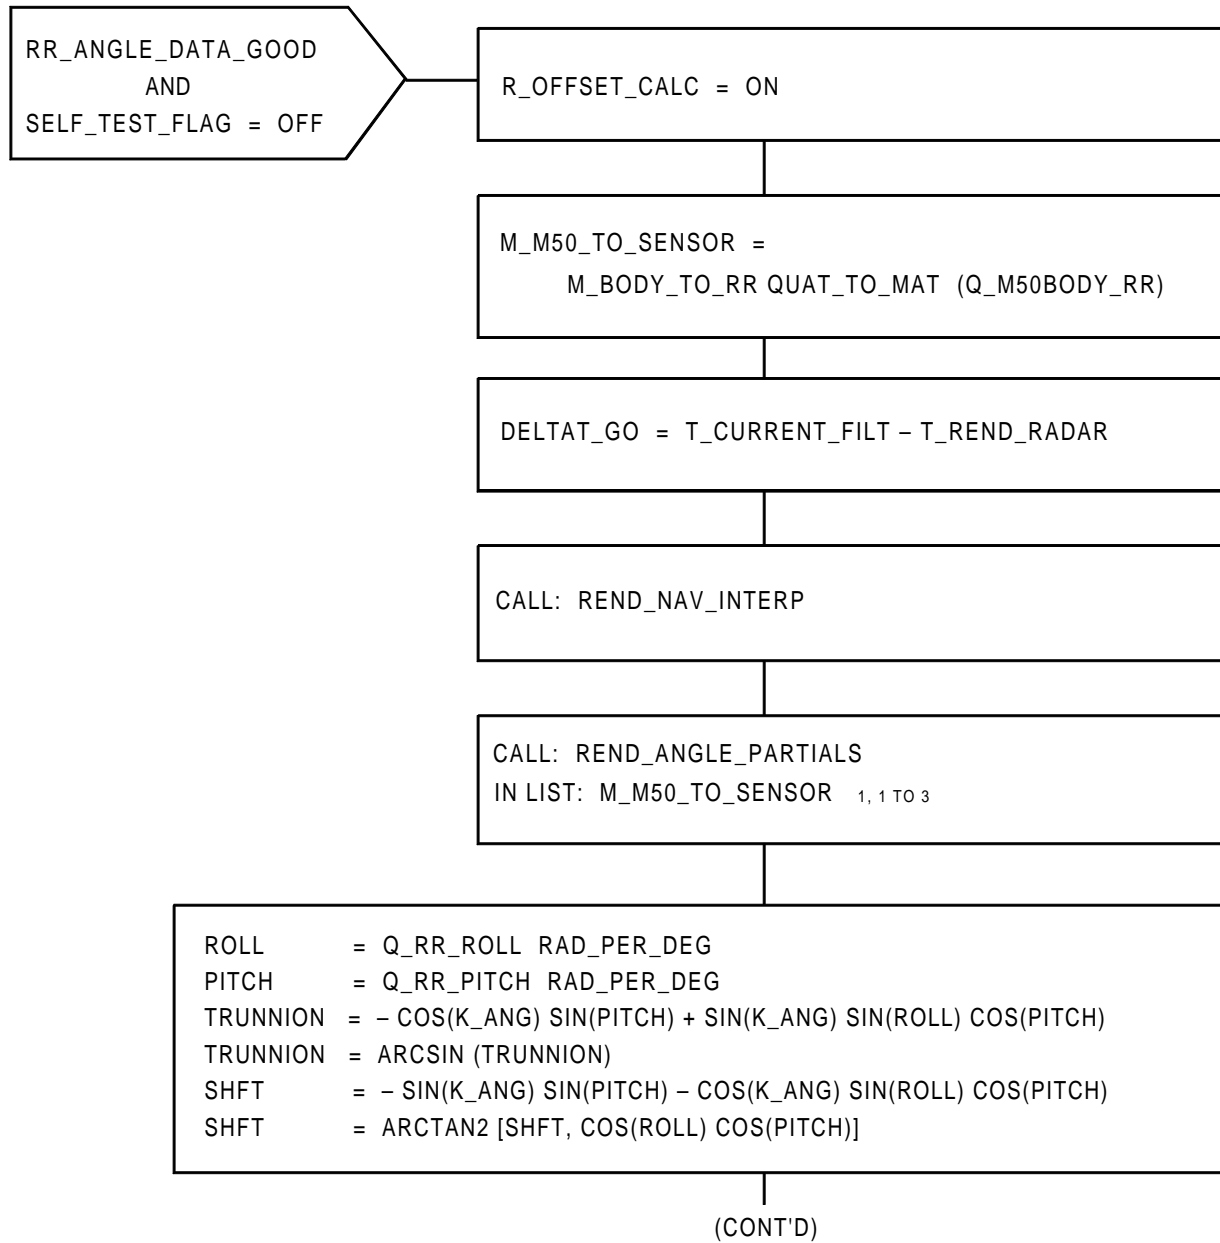 RR_ANGLE_DATA_GOOD
AND
SELF_TEST_FLAG = OFF
R_OFFSET_CALC = ON
M_M50_TO_SENSOR =
M_BODY_TO_RR QUAT_TO_MAT (Q_M50BODY_RR)
DELTAT_GO = T_CURRENT_FILT – T_REND_RADAR
CALL: REND_NAV_INTERP
CALL: REND_ANGLE_PARTIALS
IN LIST: M_M50_TO_SENSOR 1, 1 TO 3
ROLL = Q_RR_ROLL RAD_PER_DEG
PITCH = Q_RR_PITCH RAD_PER_DEG
TRUNNION = – COS(K_ANG) SIN(PITCH) + SIN(K_ANG) SIN(ROLL) COS(PITCH)
TRUNNION = ARCSIN (TRUNNION)
SHFT = – SIN(K_ANG) SIN(PITCH) – COS(K_ANG) SIN(ROLL) COS(PITCH)
SHFT = ARCTAN2 [SHFT, COS(ROLL) COS(PITCH)]
(CONT'D)